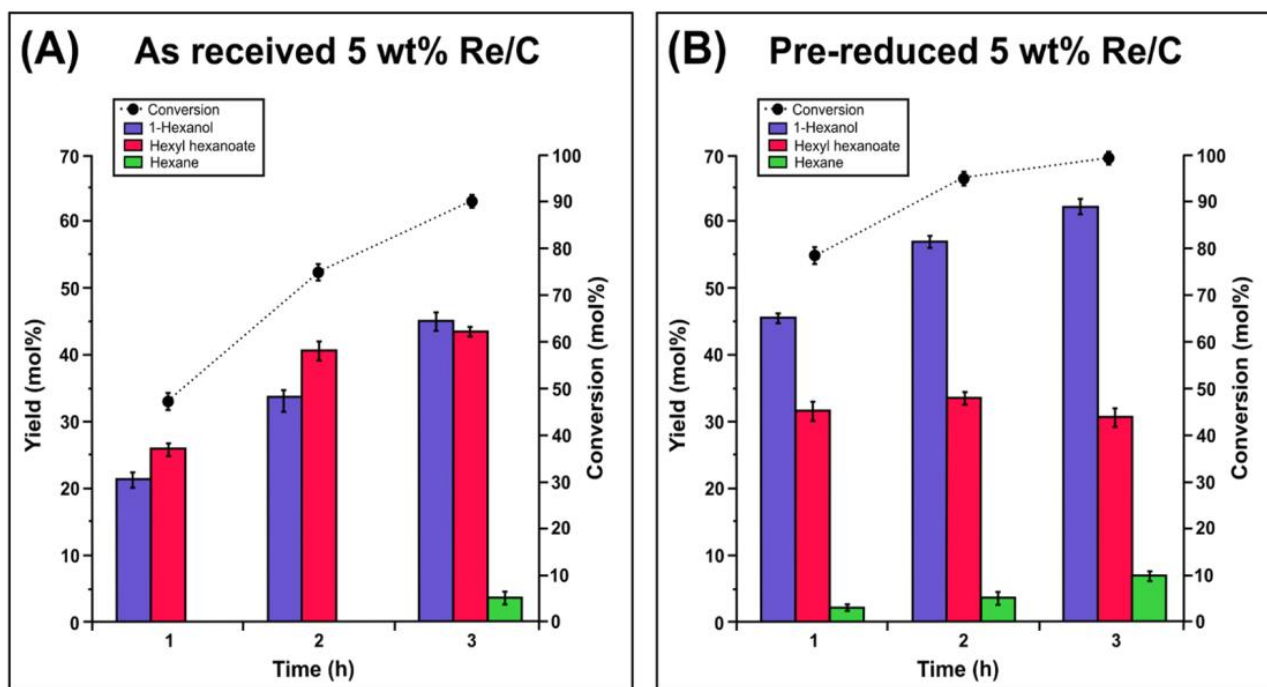 (A) As received 5 wt% Re/C
Conversion
1-Hexanol
Hexyl hexanoate
Hexane
70
60
50
40
30
20
10
0
Yield (mol%)
100
90
80
70
60
50
40
30
20
10
0
Conversion (mol%)
1 2 3
Time (h)
(B) Pre-reduced 5 wt% Re/C
Conversion
1-Hexanol
Hexyl hexanoate
Hexane
70
60
50
40
30
20
10
0
Yield (mol%)
100
90
80
70
60
50
40
30
20
10
0
Conversion (mol%)
1 2 3
Time (h)